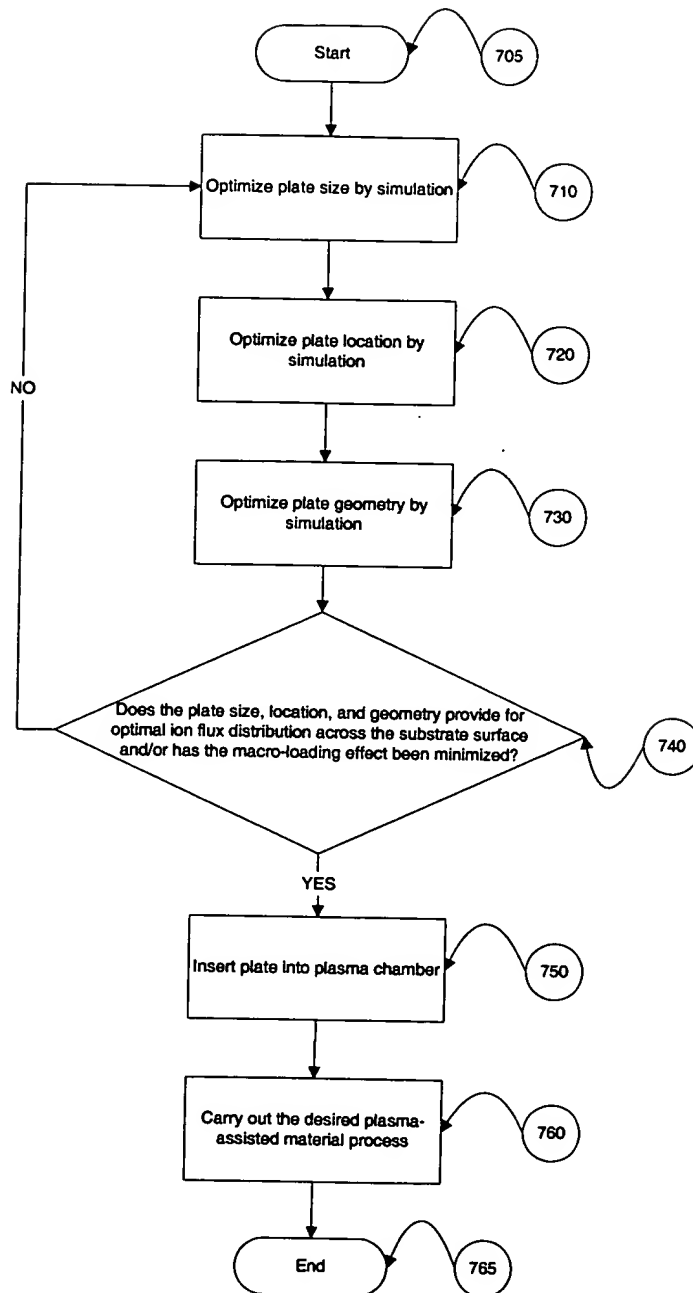 Start
705
Optimize plate size by simulation
710
Optimize plate location by
simulation
720
NO
Optimize plate geometry by
simulation
730
Does the plate size, location, and geometry provide for
optimal ion flux distribution across the substrate surface
and/or has the macro-loading effect been minimized?
740
YES
Insert plate into plasma chamber
750
Carry out the desired plasma-
assisted material process
760
End
765